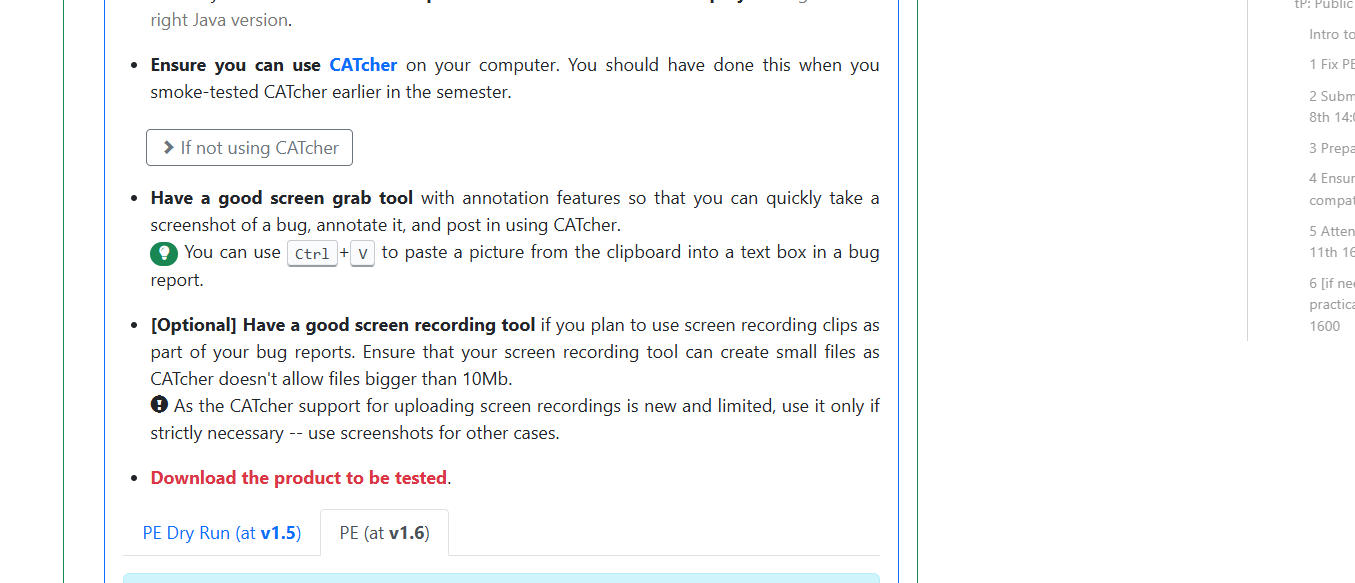 right Java version.
Ensure you can use CATcher on your computer. You should have done this when you
smoke-tested CATcher earlier in the semester.
If not using CATcher
Have a good screen grab tool with annotation features so that you can quickly take a
screenshot of a bug, annotate it, and post in using CATcher.
You can use Ctrl+V to paste a picture from the clipboard into a text box in a bug
report.
[Optional] Have a good screen recording tool if you plan to use screen recording clips as
part of your bug reports. Ensure that your screen recording tool can create small files as
CATcher doesn't allow files bigger than 10Mb.
As the CATcher support for uploading screen recordings is new and limited, use it only if
strictly necessary -- use screenshots for other cases.
Download the product to be tested.
PE Dry Run (at v1.5)
PE (at v1.6)
tP: Public
Intro to
1 Fix PE
2 Subm
8th 14:0
3 Prepa
4 Ensur
compat
5 Atten
11th 16
6 [if nee
practica
1600